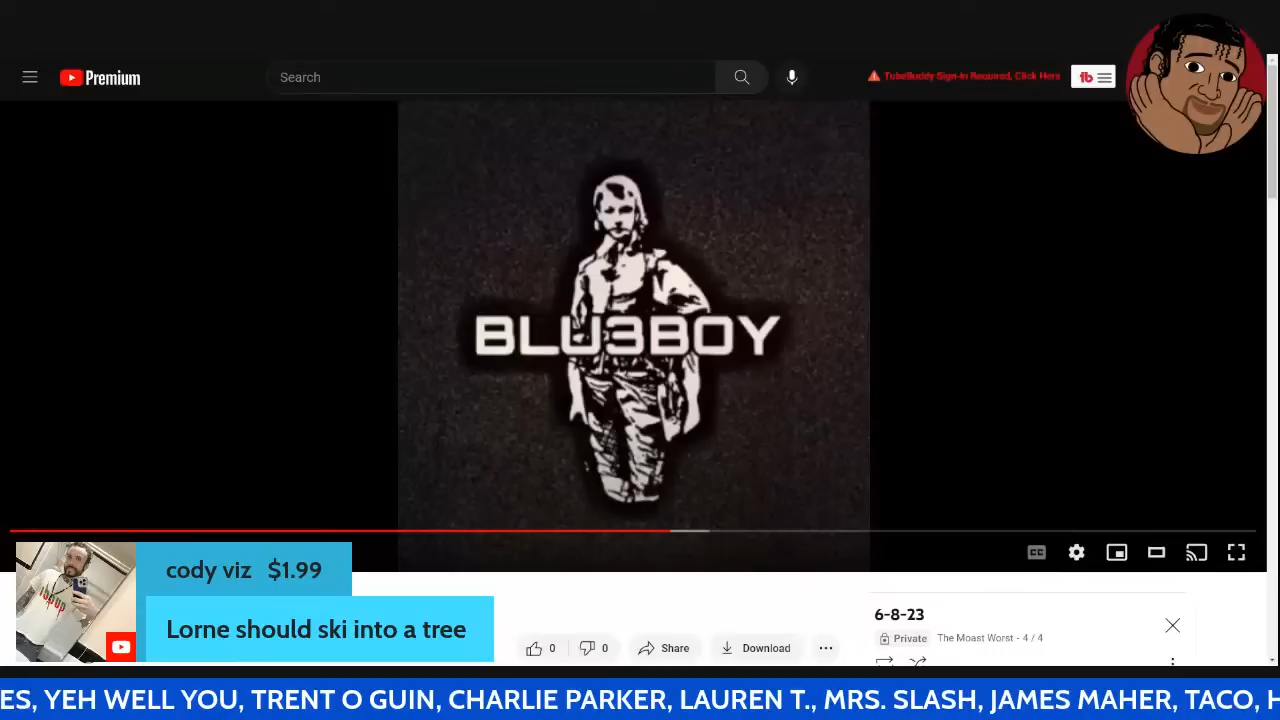 Premium
Search
TubeBuddy Sign-In Required, Click Here
tb
BLU3BOY
CC
cody viz $1.99
Lorne should ski into a tree
0
0
Share
Download
6-8-23
Private
The Moast Worst - 4 / 4
ES, YEH WELL YOU, TRENT O GUIN, CHARLIE PARKER, LAUREN T., MRS. SLASH, JAMES MAHER, TACO, H